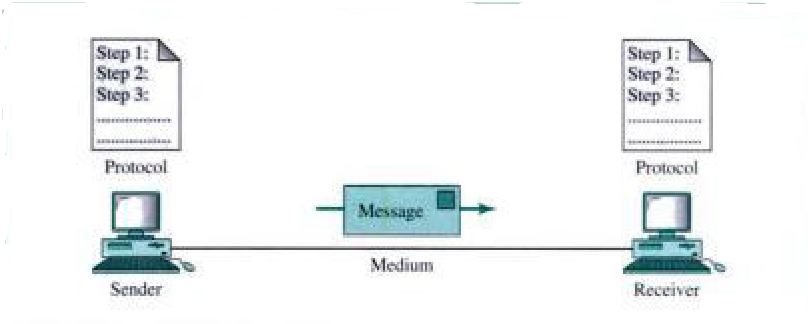 Step 1:
Step 2:
Step 3:
Protocol
Step 1:
Step 2:
Step 3:
Protocol
Message
Medium
Sender
Receiver